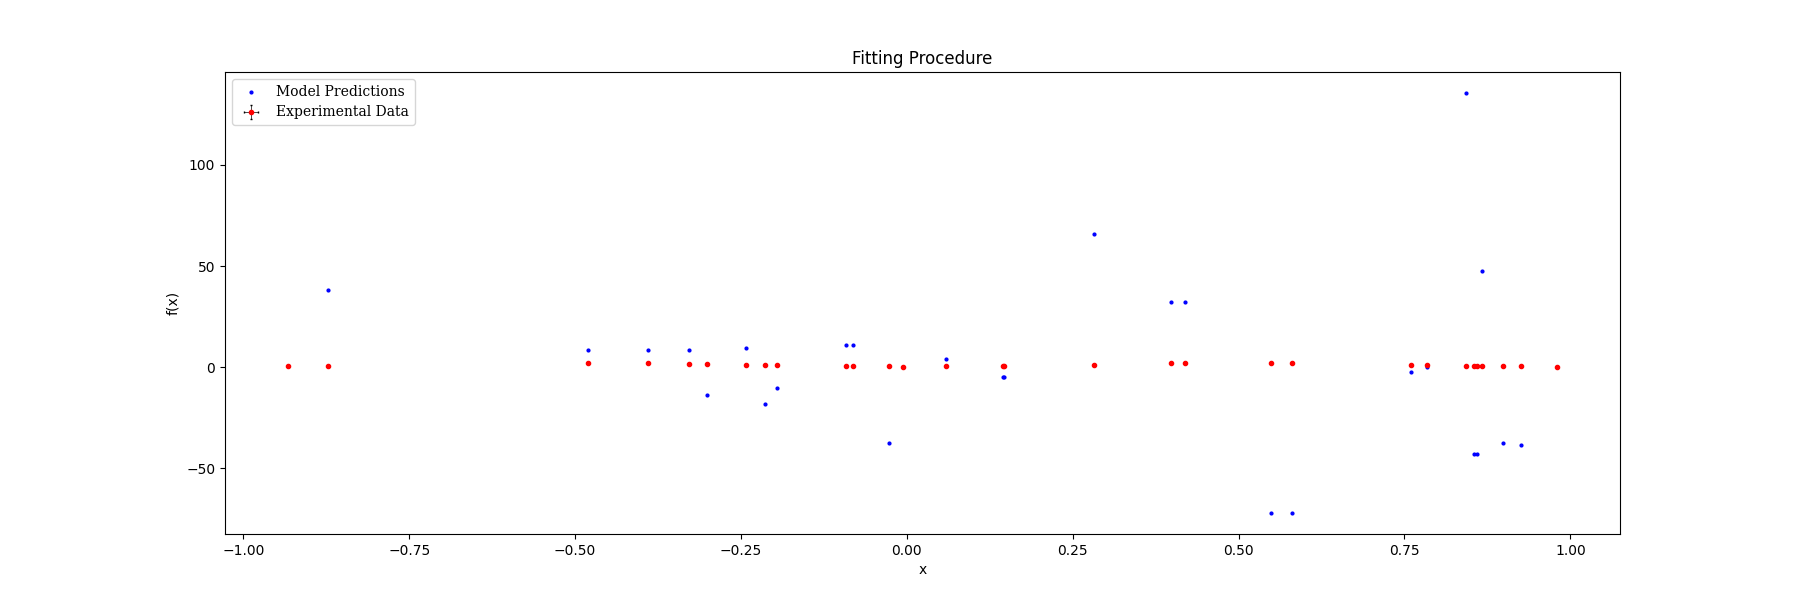 Fitting Procedure
Model Predictions
Experimental Data
f(x)
100
50
0
−50
−1.00 −0.75 −0.50 −0.25 0.00 0.25 0.50 0.75 1.00
x